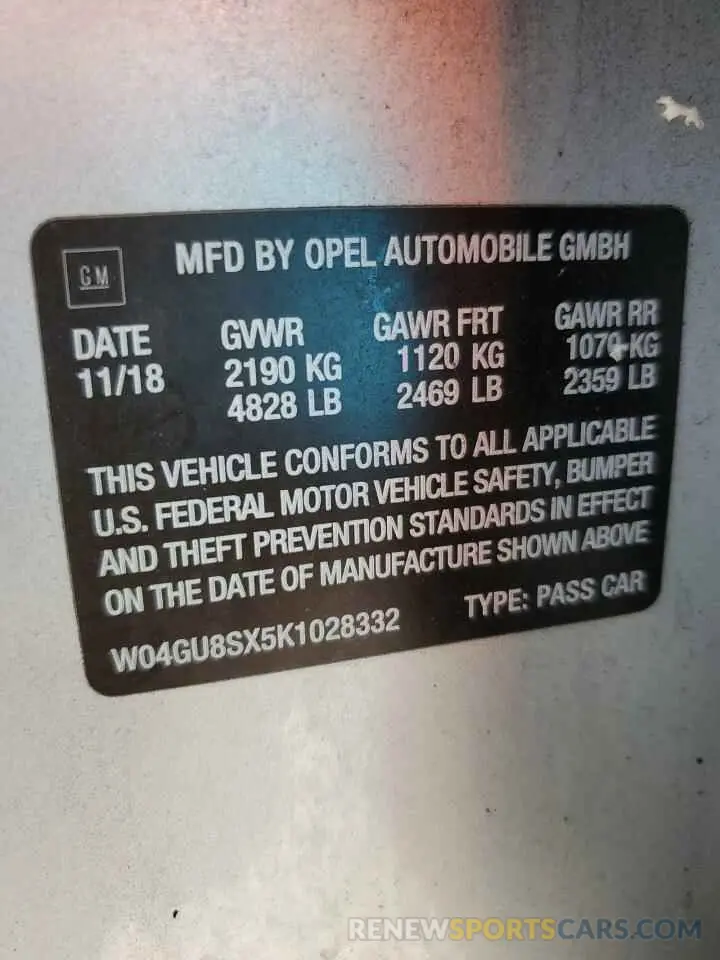 GM
MFD BY OPEL AUTOMOBILE GMBH
DATE GVWR GAWR FRT GAWR RR
11/18 2190 KG 1120 KG 1070 KG
4828 LB 2469 LB 2359 LB
THIS VEHICLE CONFORMS TO ALL APPLICABLE
U.S. FEDERAL MOTOR VEHICLE SAFETY, BUMPER
AND THEFT PREVENTION STANDARDS IN EFFECT
ON THE DATE OF MANUFACTURE SHOWN ABOVE
W04GU8SX5K1028332 TYPE: PASS CAR
RENEWSPORTSCARS.COM